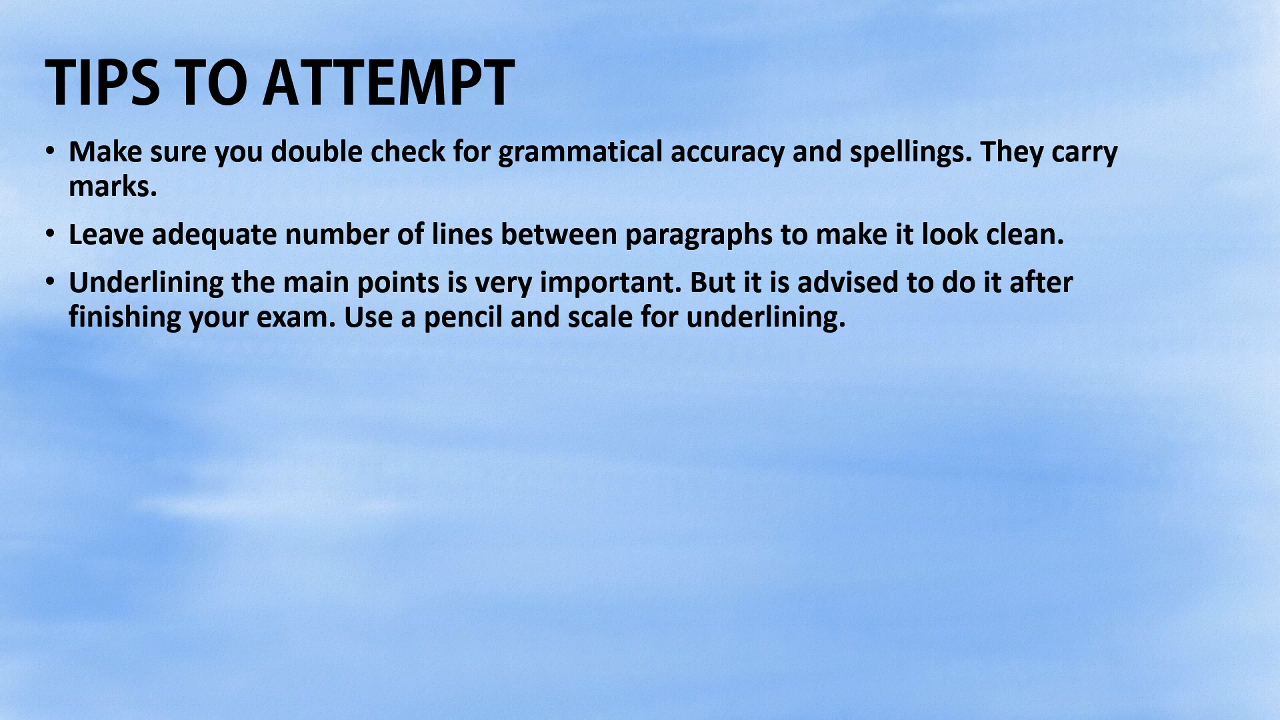 TIPS TO ATTEMPT
• Make sure you double check for grammatical accuracy and spellings. They carry
marks.
• Leave adequate number of lines between paragraphs to make it look clean.
• Underlining the main points is very important. But it is advised to do it after
finishing your exam. Use a pencil and scale for underlining.